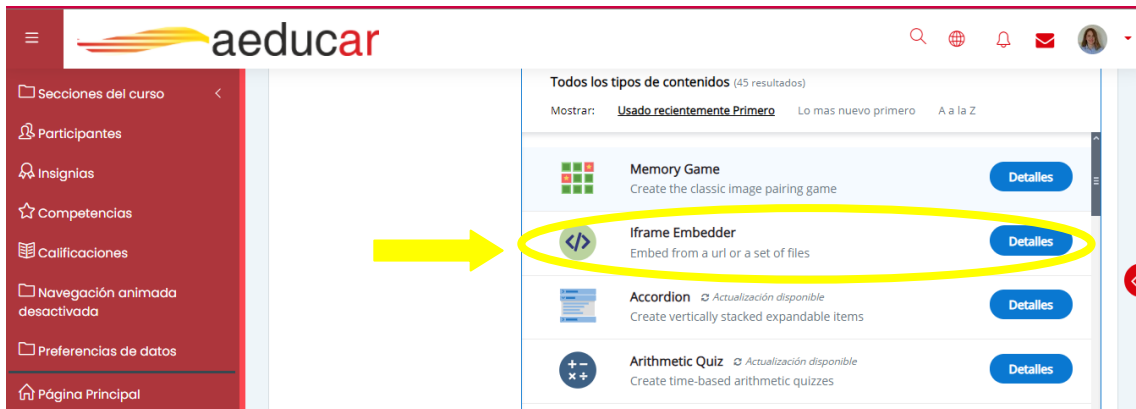 aeducar
Secciones del curso
Participantes
Insignias
Competencias
Calificaciones
Navegación animada
desactivada
Preferencias de datos
Página Principal
Todos los tipos de contenidos (45 resultados)
Mostrar: Usado recientemente Primero Lo mas nuevo primero A a la Z
Memory Game
Create the classic image pairing game
Detalles
Iframe Embedder
Embed from a url or a set of files
Detalles
Accordion Actualización disponible
Create vertically stacked expandable items
Detalles
Arithmetic Quiz Actualización disponible
Create time-based arithmetic quizzes
Detalles